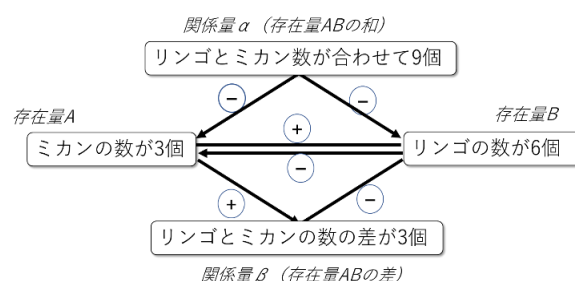 関係量α（存在量ABの和）
リンゴとミカン数が合わせて9個
−
−
存在量A
存在量B
+
ミカンの数が3個
リンゴの数が6個
−
+
−
リンゴとミカンの数の差が3個
関係量β（存在量ABの差）